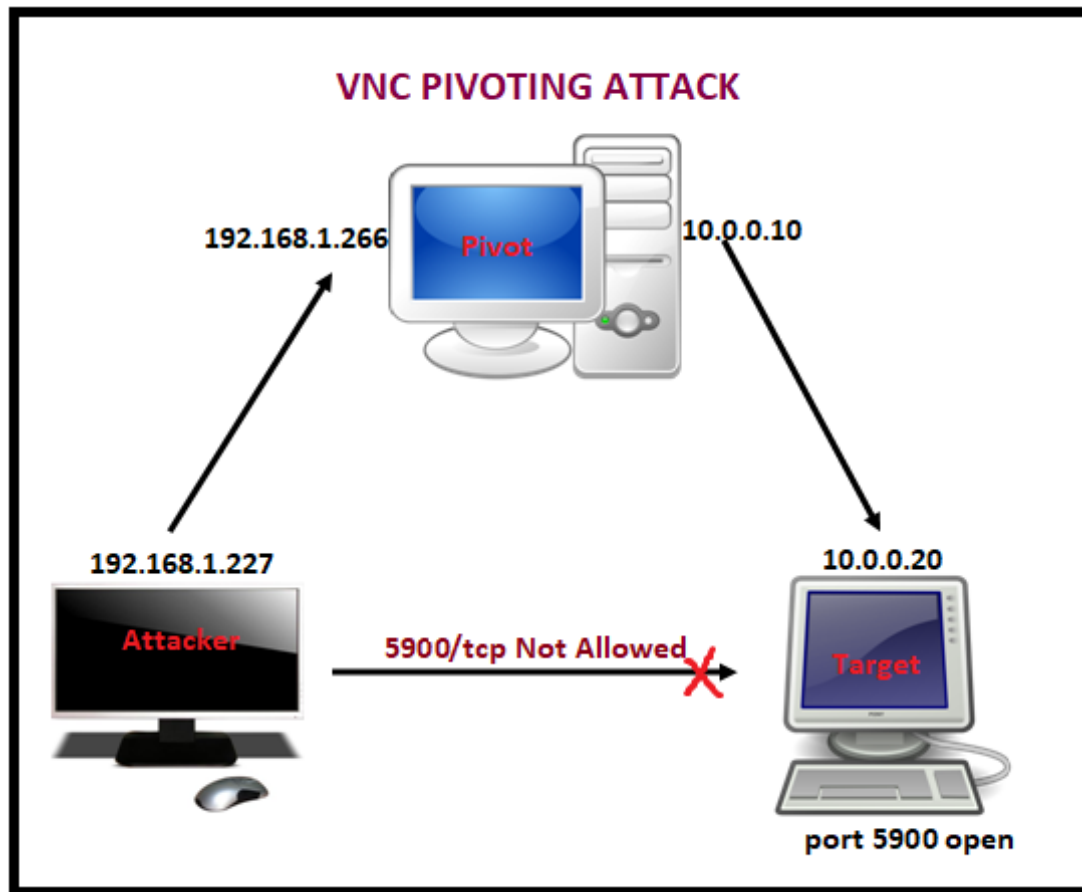 VNC PIVOTING ATTACK
192.168.1.266
Pivot
10.0.0.10
192.168.1.227
10.0.0.20
Attacker
5900/tcp Not Allowed
Target
port 5900 open